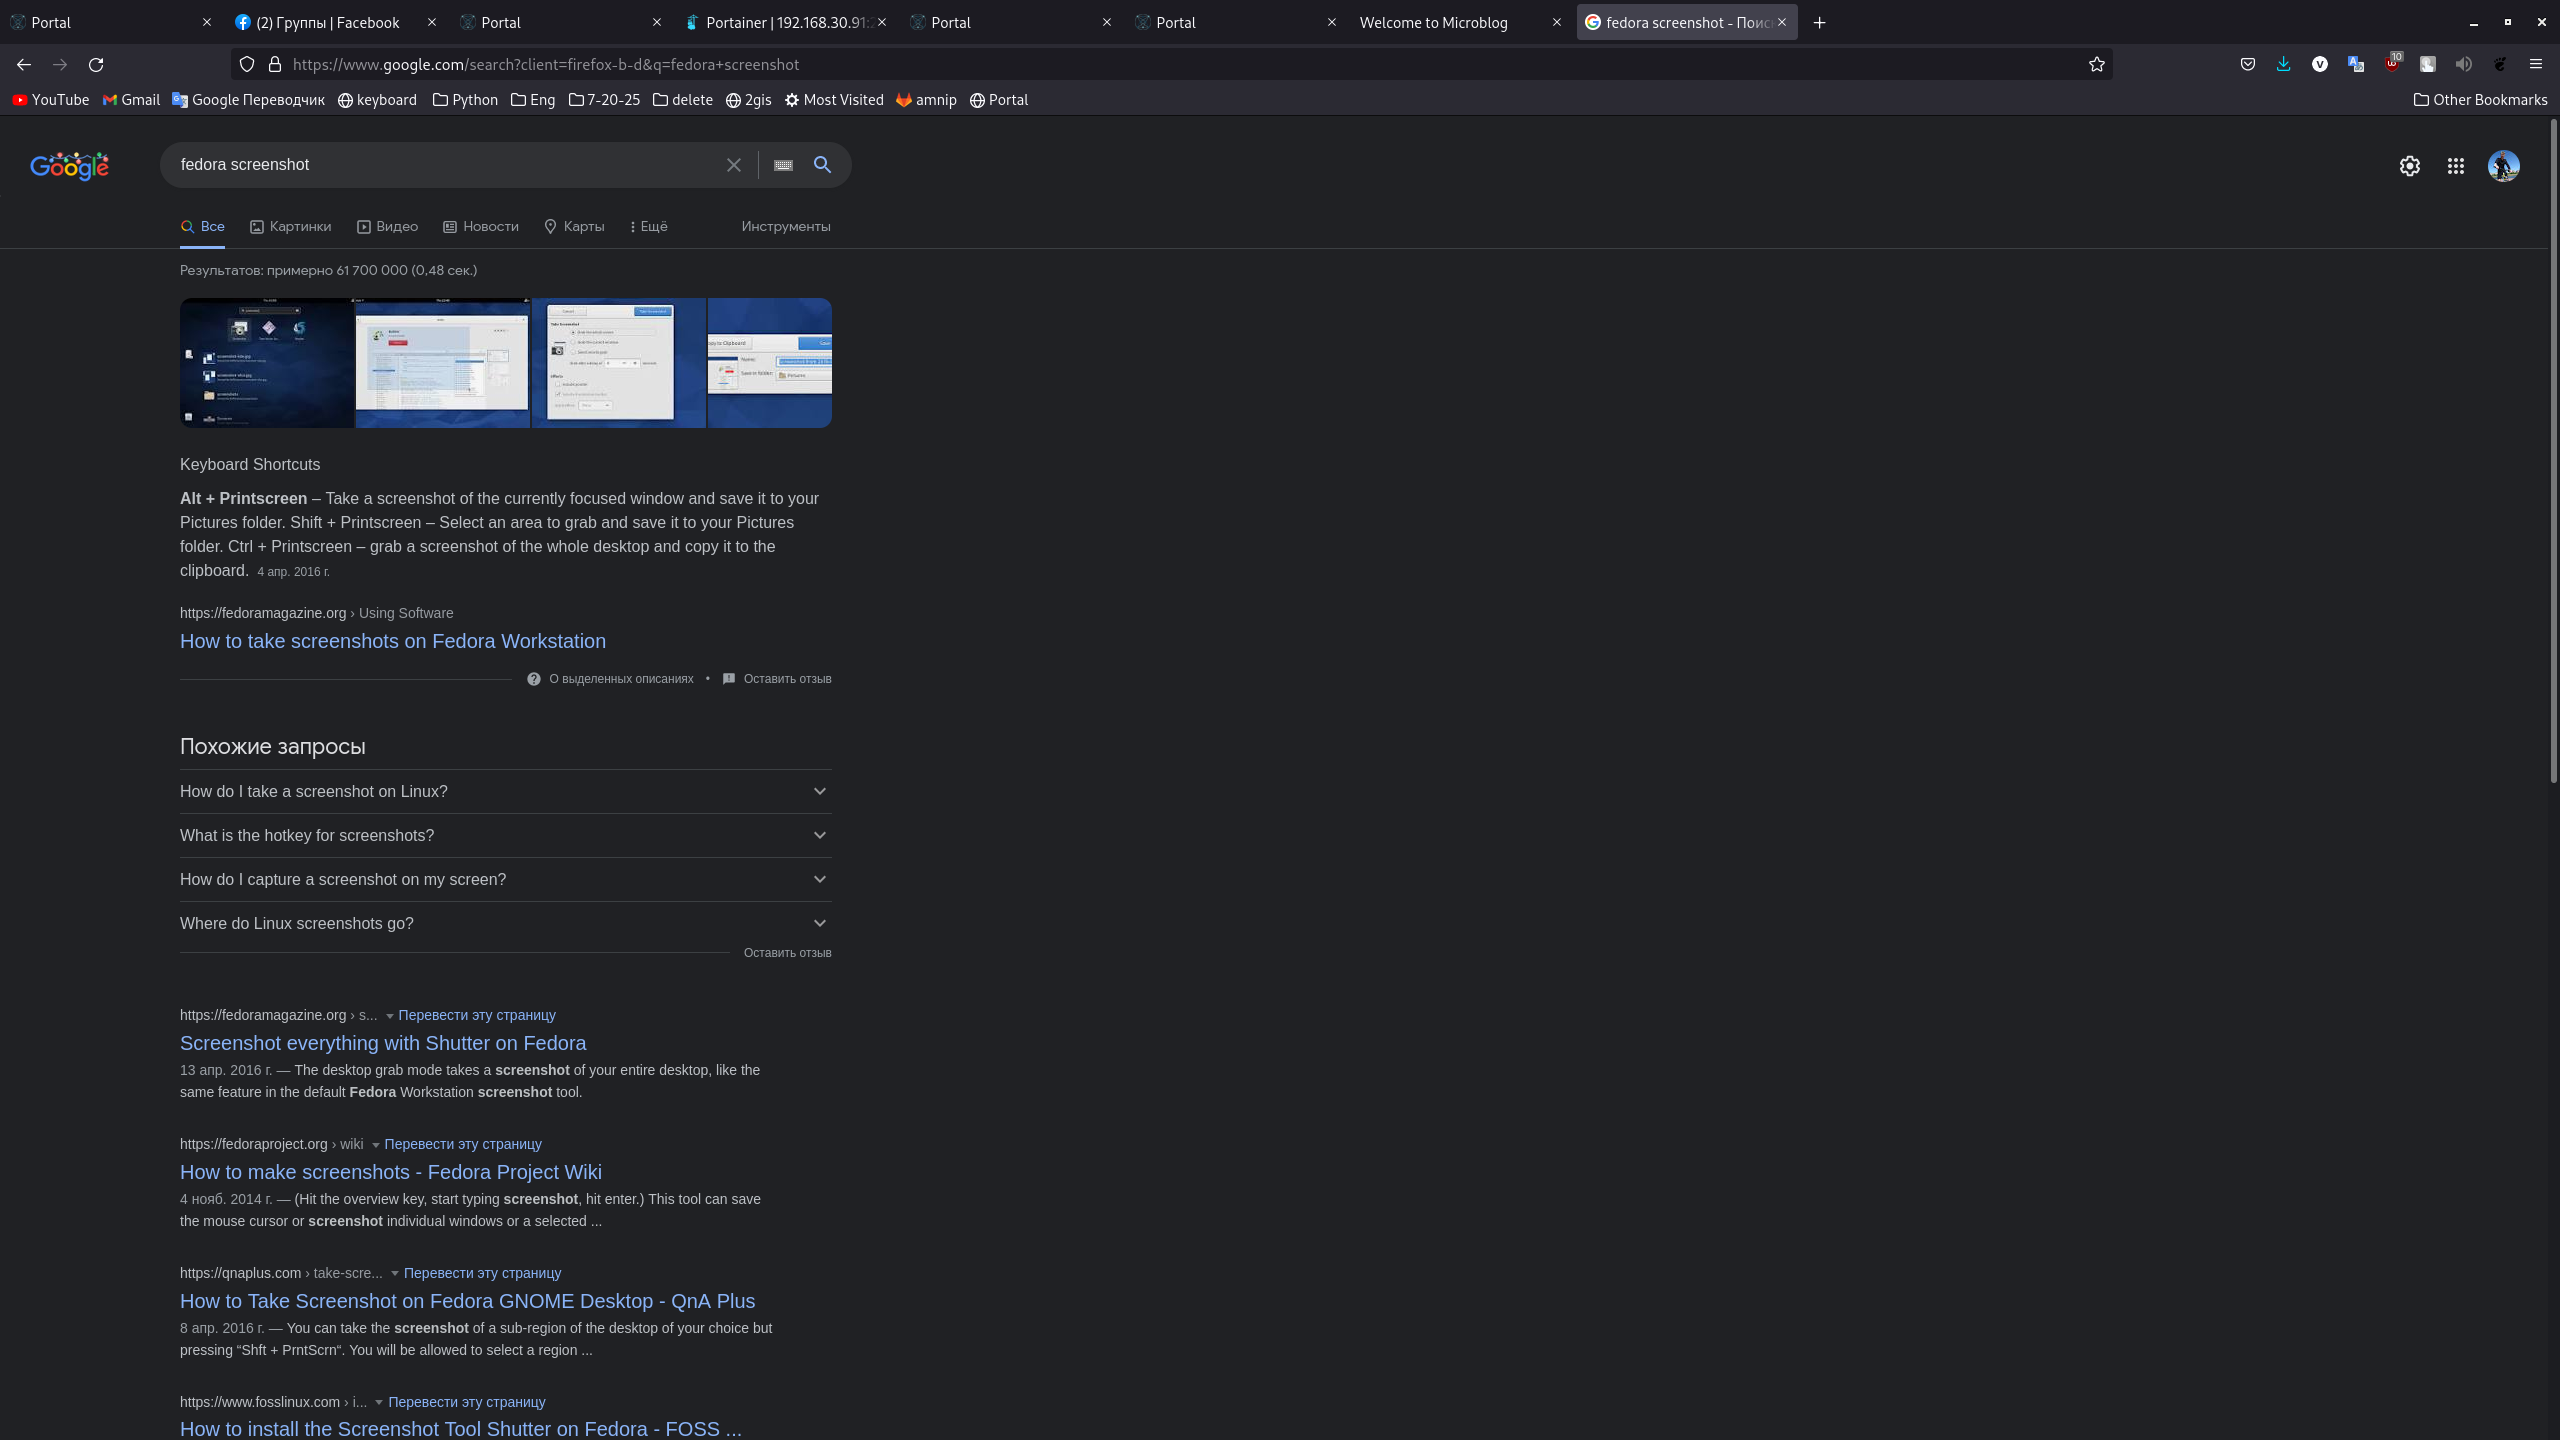 Portal
(2) Группы | Facebook
Portal
Portainer | 192.168.30.91:
Portal
Portal
Welcome to Microblog
fedora screenshot - Поис
https://www.google.com/search?client=firefox-b-d&q=fedora+screenshot
10
YouTube
Gmail
Google Переводчик
keyboard
Python
Eng
7-20-25
delete
2gis
Most Visited
amnip
Portal
Other Bookmarks
Google
fedora screenshot
Все
Картинки
Видео
Новости
Карты
Ещё
Инструменты
Результатов: примерно 61 700 000 (0,48 сек.)
Keyboard Shortcuts
Alt + Printscreen – Take a screenshot of the currently focused window and save it to your
Pictures folder. Shift + Printscreen – Select an area to grab and save it to your Pictures
folder. Ctrl + Printscreen – grab a screenshot of the whole desktop and copy it to the
clipboard. 4 апр. 2016 г.
https://fedoramagazine.org › Using Software
How to take screenshots on Fedora Workstation
О выделенных описаниях • Оставить отзыв
Похожие запросы
How do I take a screenshot on Linux?
What is the hotkey for screenshots?
How do I capture a screenshot on my screen?
Where do Linux screenshots go?
Оставить отзыв
https://fedoramagazine.org › s... Перевести эту страницу
Screenshot everything with Shutter on Fedora
13 апр. 2016 г. — The desktop grab mode takes a screenshot of your entire desktop, like the
same feature in the default Fedora Workstation screenshot tool.
https://fedoraproject.org › wiki Перевести эту страницу
How to make screenshots - Fedora Project Wiki
4 нояб. 2014 г. — (Hit the overview key, start typing screenshot, hit enter.) This tool can save
the mouse cursor or screenshot individual windows or a selected ...
https://qnaplus.com › take-scre... Перевести эту страницу
How to Take Screenshot on Fedora GNOME Desktop - QnA Plus
8 апр. 2016 г. — You can take the screenshot of a sub-region of the desktop of your choice but
pressing “Shft + PrntScrn“. You will be allowed to select a region ...
https://www.fosslinux.com › i... Перевести эту страницу
How to install the Screenshot Tool Shutter on Fedora - FOSS ...